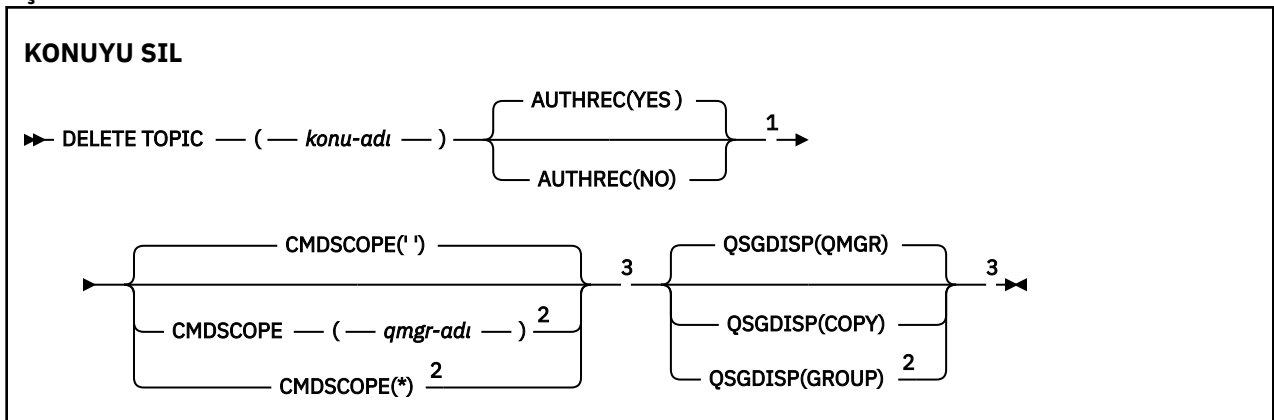 KONUYU SIL
AUTHREC(YES )
DELETE TOPIC ( konu-adı ) 1
AUTHREC(NO)
CMDSCOPE(' ') QSGDISP(QMGR)
3 3
CMDSCOPE ( qmgr-adı ) 2 QSGDISP(COPY)
CMDSCOPE(*) 2 QSGDISP(GROUP) 2